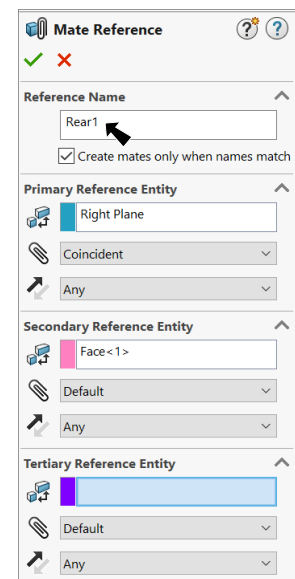 Mate Reference
Reference Name
Rear1
Create mates only when names match
Primary Reference Entity
Right Plane
Coincident
Any
Secondary Reference Entity
Face<1>
Default
Any
Tertiary Reference Entity
Default
Any